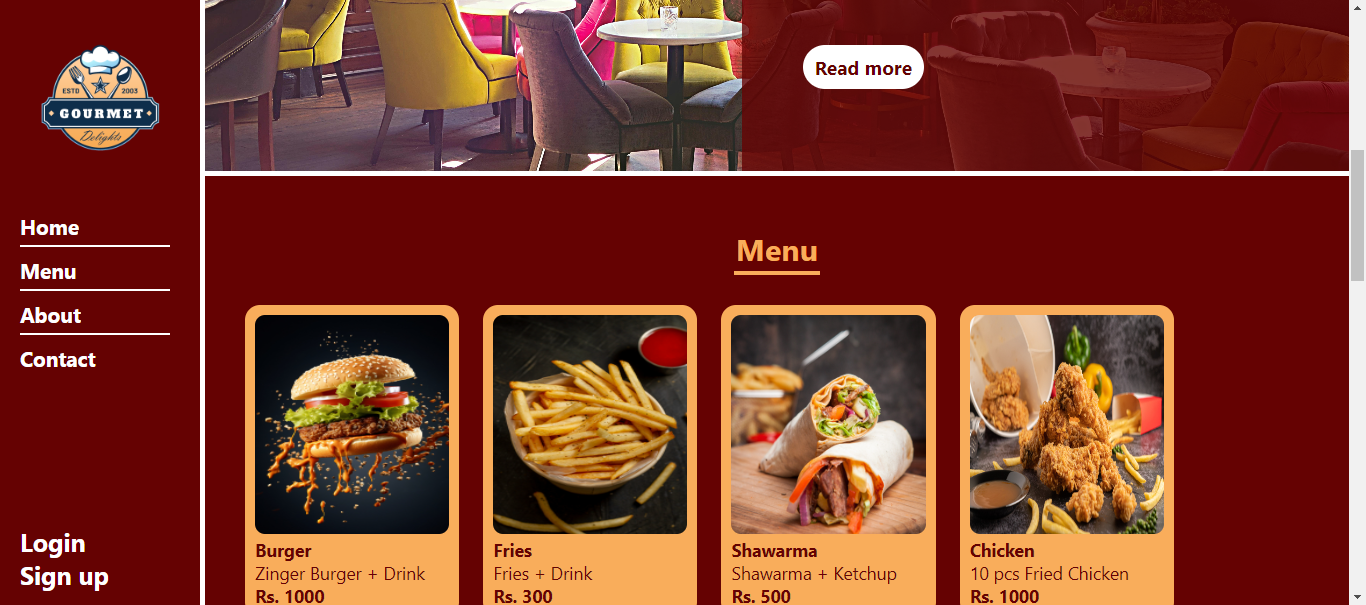 ESTD 2003
GOURMET
Delights
Home
Menu
About
Contact
Login
Sign up
Read more
Menu
Burger
Zinger Burger + Drink
Rs. 1000
Fries
Fries + Drink
Rs. 300
Shawarma
Shawarma + Ketchup
Rs. 500
Chicken
10 pcs Fried Chicken
Rs. 1000